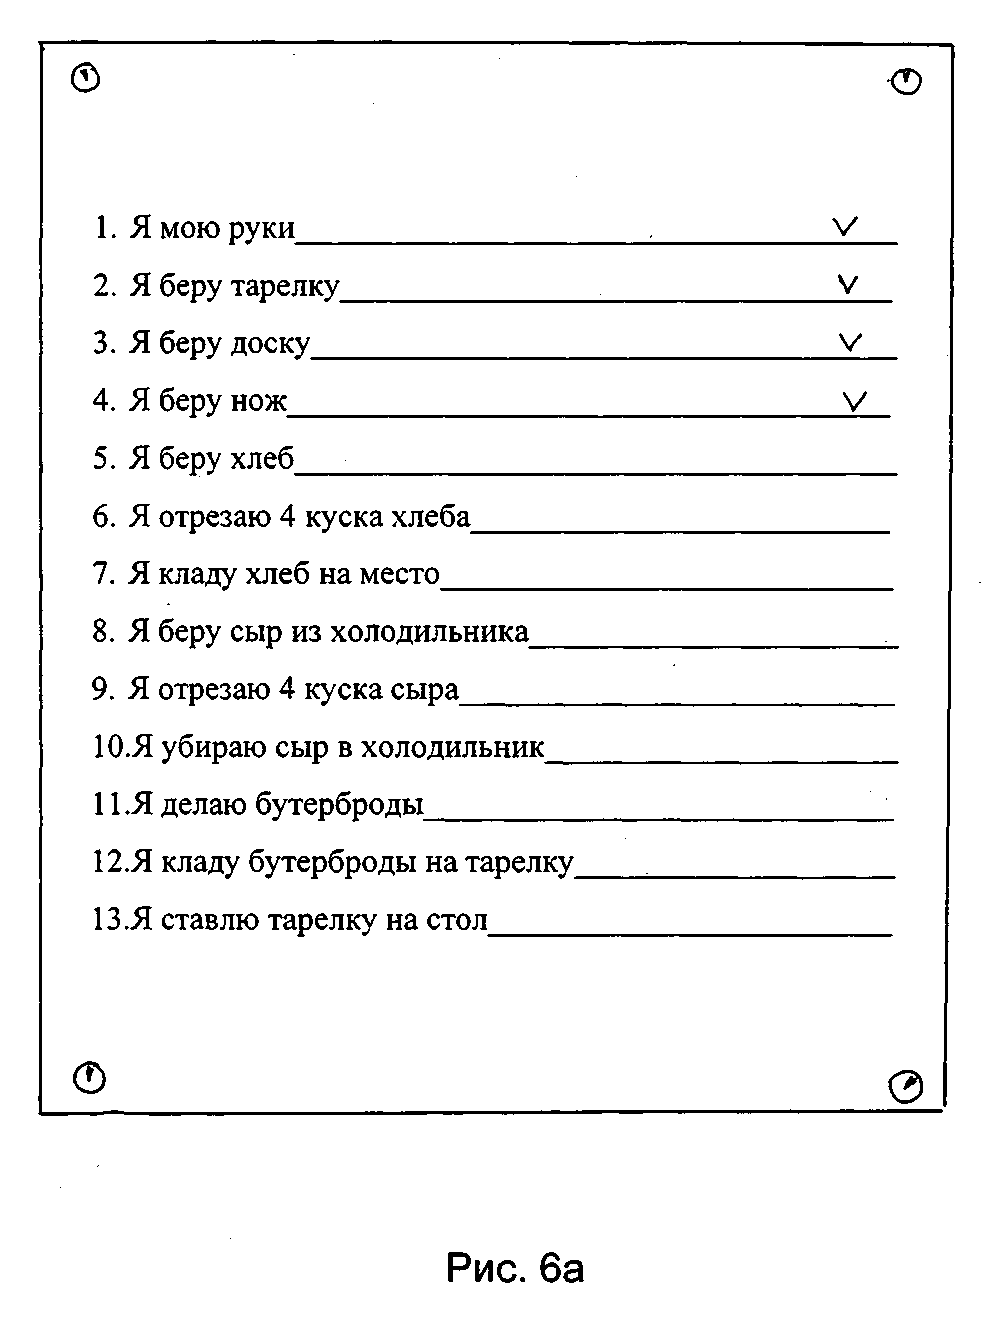 1. Я мою руки V
2. Я беру тарелку V
3. Я беру доску V
4. Я беру нож V
5. Я беру хлеб
6. Я отрезаю 4 куска хлеба
7. Я кладу хлеб на место
8. Я беру сыр из холодильника
9. Я отрезаю 4 куска сыра
10.Я убираю сыр в холодильник
11.Я делаю бутерброды
12.Я кладу бутерброды на тарелку
13.Я ставлю тарелку на стол
Рис. 6а